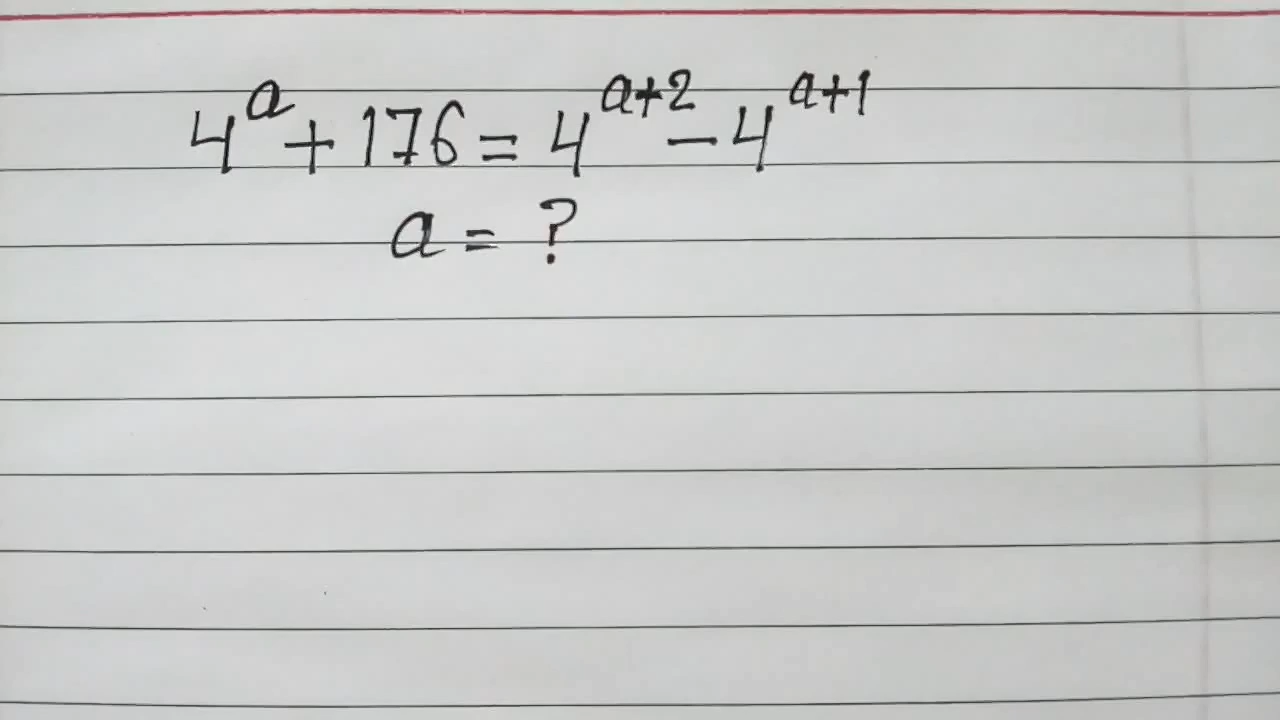 4^a + 176 = 4^{a+2} - 4^{a+1}
a = ?